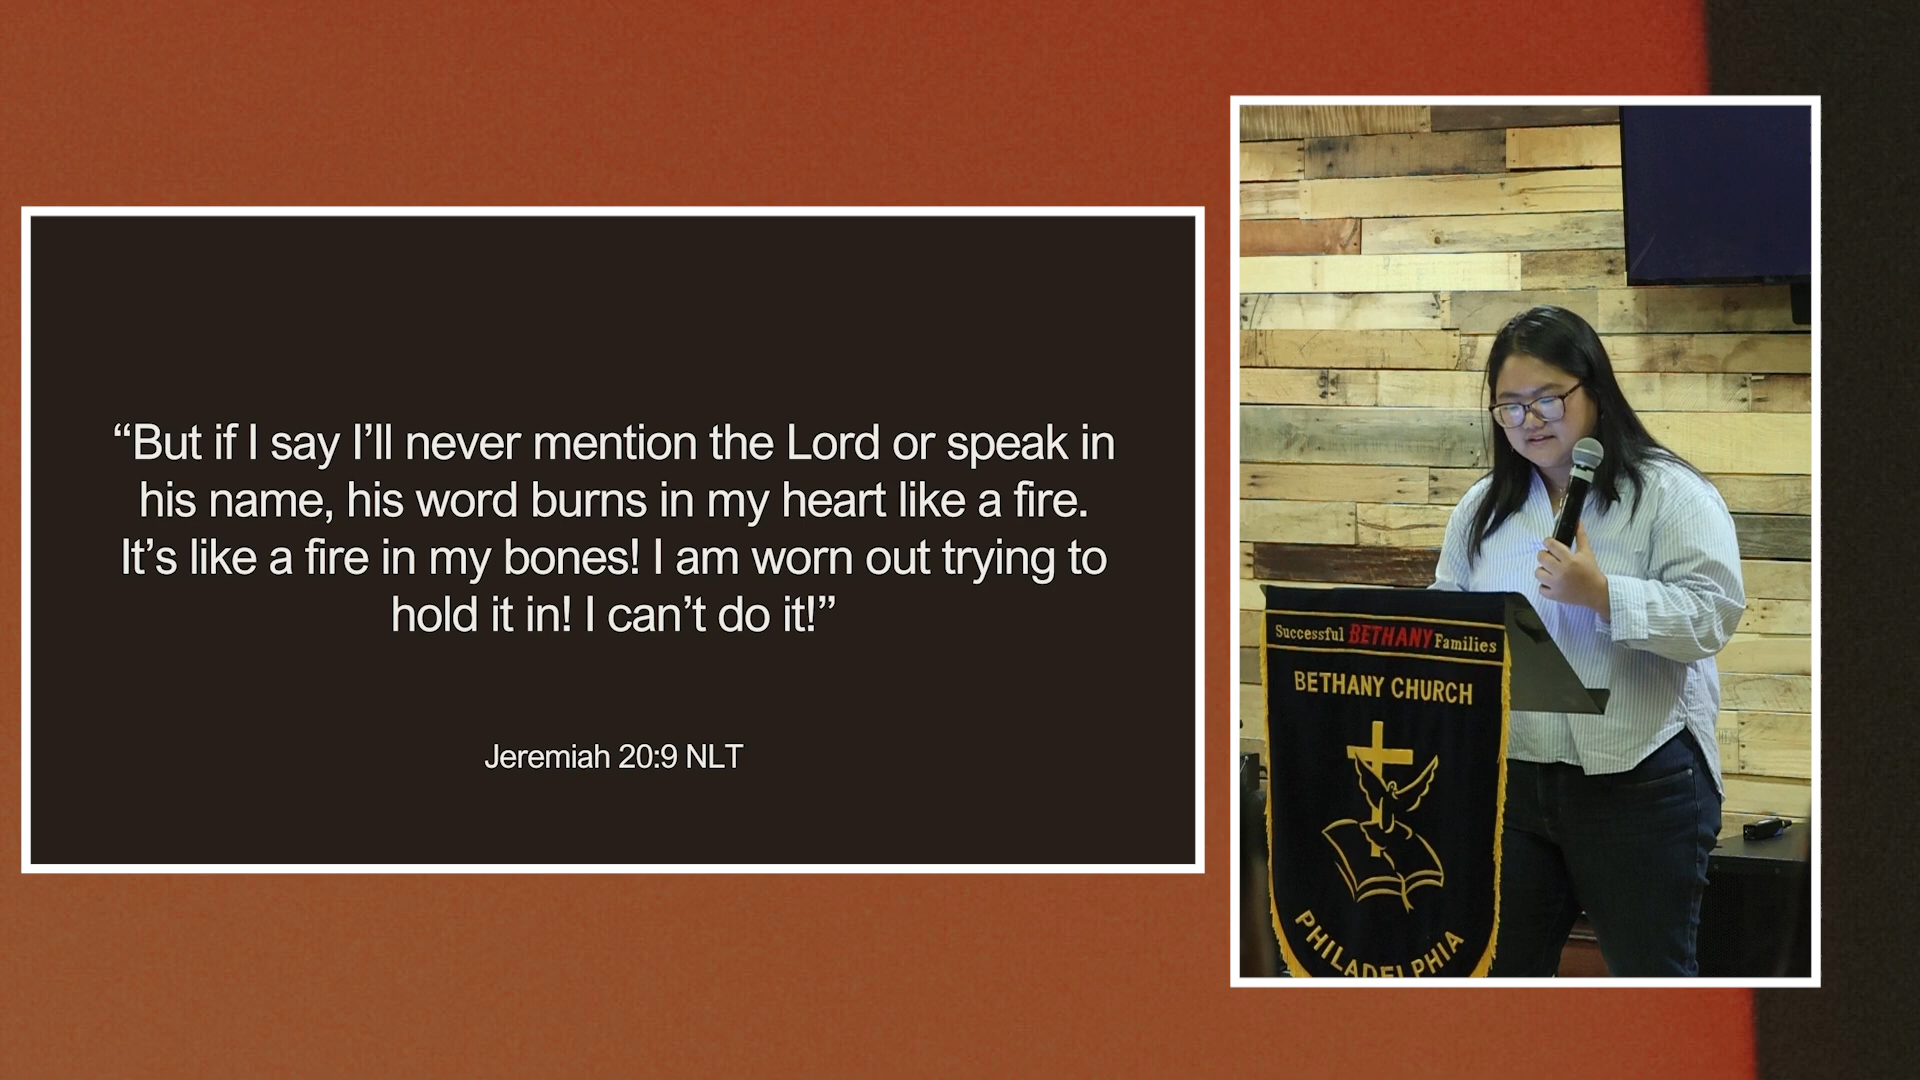 “But if I say I’ll never mention the Lord or speak in
his name, his word burns in my heart like a fire.
It’s like a fire in my bones! I am worn out trying to
hold it in! I can’t do it!”
Jeremiah 20:9 NLT
Successful BETHANY Families
BETHANY CHURCH
PHILADELPHIA